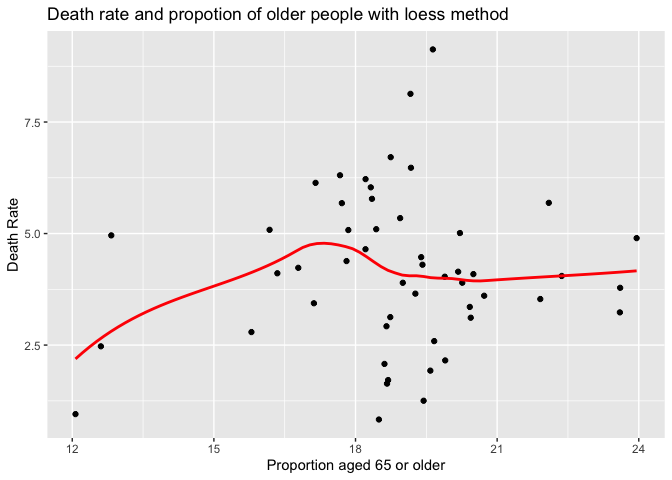 Death rate and propotion of older people with loess method
Death Rate
7.5
5.0
2.5
12
15
18
21
24
Proportion aged 65 or older